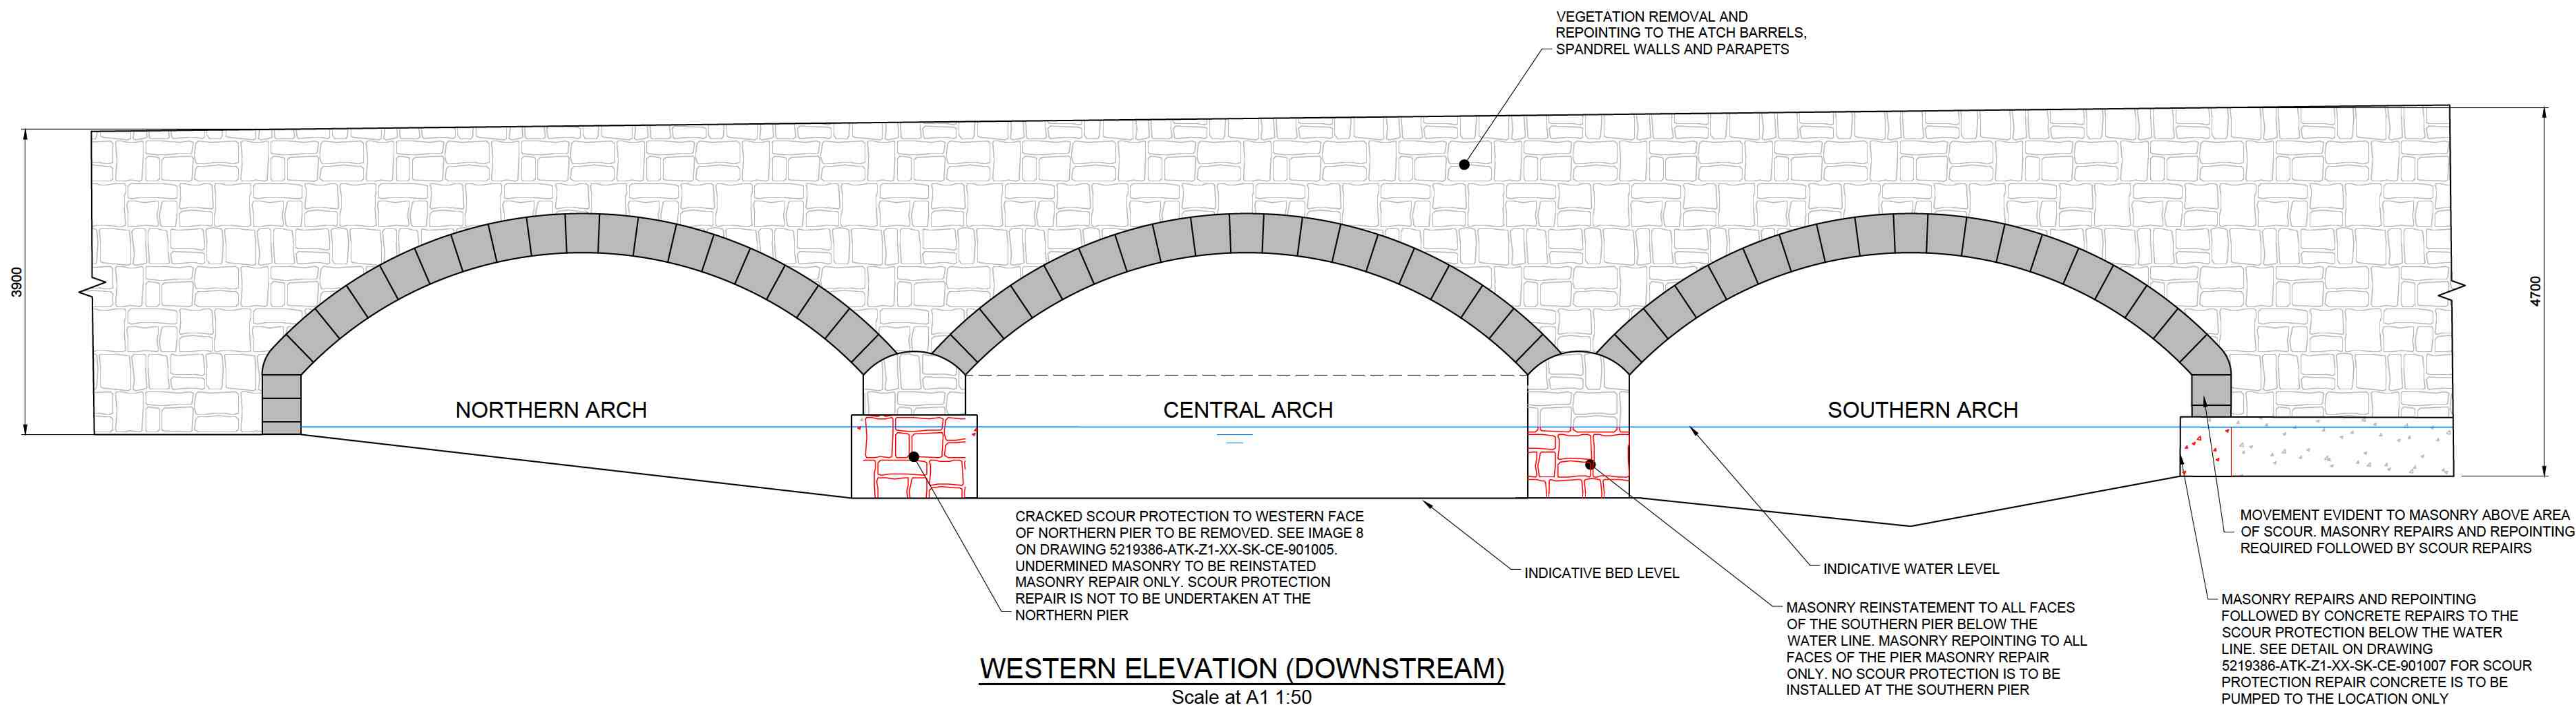 VEGETATION REMOVAL AND
REPOINTING TO THE ATCH BARRELS,
SPANDREL WALLS AND PARAPETS
3900
4700
NORTHERN ARCH
CENTRAL ARCH
SOUTHERN ARCH
CRACKED SCOUR PROTECTION TO WESTERN FACE
OF NORTHERN PIER TO BE REMOVED. SEE IMAGE 8
ON DRAWING 5219386-ATK-Z1-XX-SK-CE-901005.
UNDERMINED MASONRY TO BE REINSTATED
MASONRY REPAIR ONLY. SCOUR PROTECTION
REPAIR IS NOT TO BE UNDERTAKEN AT THE
NORTHERN PIER
INDICATIVE BED LEVEL
INDICATIVE WATER LEVEL
MASONRY REINSTATEMENT TO ALL FACES
OF THE SOUTHERN PIER BELOW THE
WATER LINE. MASONRY REPOINTING TO ALL
FACES OF THE PIER MASONRY REPAIR
ONLY. NO SCOUR PROTECTION IS TO BE
INSTALLED AT THE SOUTHERN PIER
MOVEMENT EVIDENT TO MASONRY ABOVE AREA
OF SCOUR. MASONRY REPAIRS AND REPOINTING
REQUIRED FOLLOWED BY SCOUR REPAIRS
MASONRY REPAIRS AND REPOINTING
FOLLOWED BY CONCRETE REPAIRS TO THE
SCOUR PROTECTION BELOW THE WATER
LINE. SEE DETAIL ON DRAWING
5219386-ATK-Z1-XX-SK-CE-901007 FOR SCOUR
PROTECTION REPAIR CONCRETE IS TO BE
PUMPED TO THE LOCATION ONLY
WESTERN ELEVATION (DOWNSTREAM)
Scale at A1 1:50